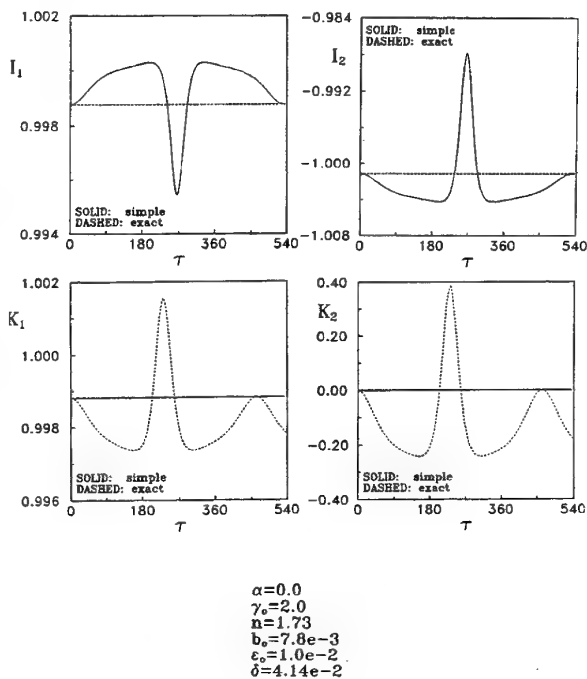 1.002
I₁
0.998
0.994
SOLID: simple
DASHED: exact
0 180 360 540
τ
-0.984
SOLID: simple
DASHED: exact
I₂
-0.992
-1.000
-1.008
0 180 360 540
τ
1.002
K₁
1.000
0.998
0.996
SOLID: simple
DASHED: exact
0 180 360 540
τ
0.40
K₂
0.20
0.00
-0.20
-0.40
SOLID: simple
DASHED: exact
0 180 360 540
τ
α=0.0
γ₀=2.0
n=1.73
b₀=7.8e-3
ε₀=1.0e-2
δ=4.14e-2